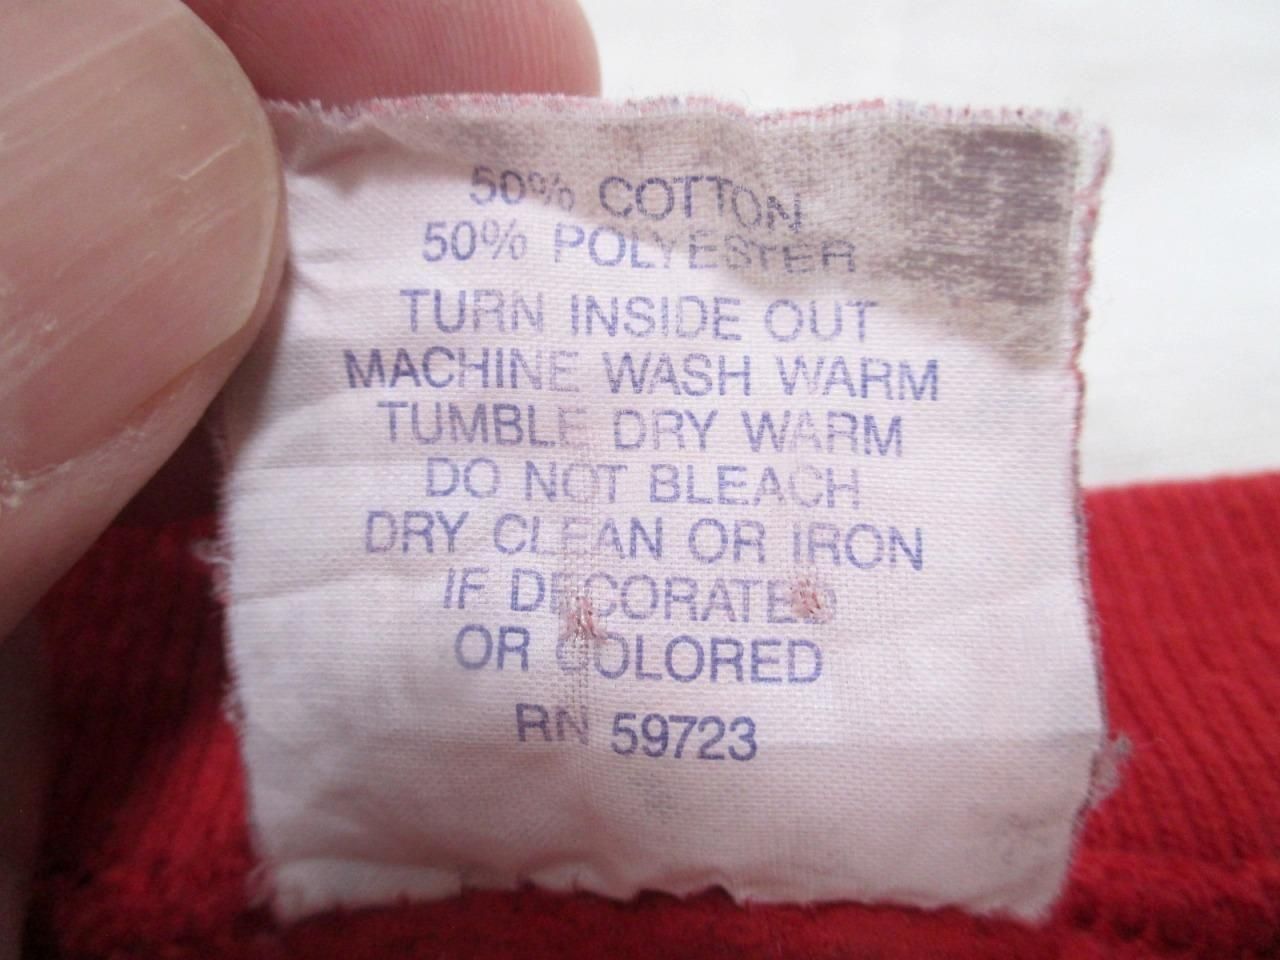 50% COTTON
50% POLYESTER
TURN INSIDE OUT
MACHINE WASH WARM
TUMBLE DRY WARM
DO NOT BLEACH
DRY CLEAN OR IRON
IF DECORATED
OR COLORED
RN 59723